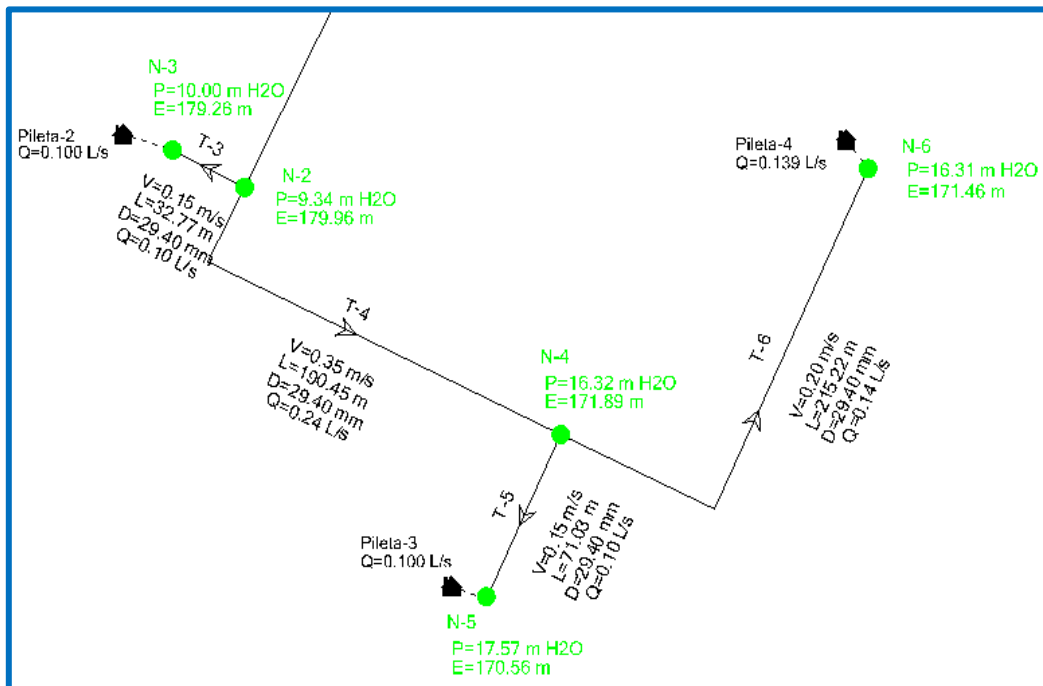 N-3
P=10.00 m H2O
E=179.26 m
Pileta-2
Q=0.100 L/s
T-3
N-2
P=9.34 m H2O
E=179.96 m
V=0.15 m/s
L=32.77 m
D=29.40 mm
Q=0.10 L/s
Pileta-4
Q=0.139 L/s
N-6
P=16.31 m H2O
E=171.46 m
T-4
V=0.35 m/s
L=190.45 m
D=29.40 mm
Q=0.24 L/s
N-4
P=16.32 m H2O
E=171.89 m
T-6
V=0.20 m/s
L=215.22 m
D=29.40 mm
Q=0.14 L/s
T-5
V=0.15 m/s
L=71.03 m
D=29.40 mm
Q=0.10 L/s
Pileta-3
Q=0.100 L/s
N-5
P=17.57 m H2O
E=170.56 m